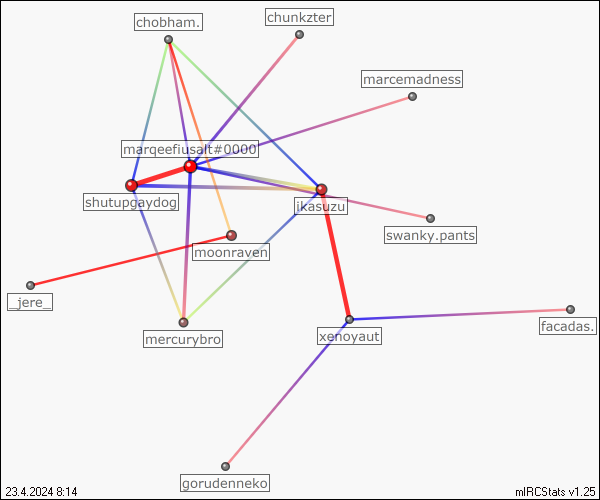 chobham.
chunkzter
marcemadness
marqeefiusalt#0000
shutupgaydog
ikasuzu
swanky.pants
moonraven
_jere_
mercurybro
xenoyaut
facadas.
gorudenneko
23.4.2024 8:14
mIRCStats v1.25